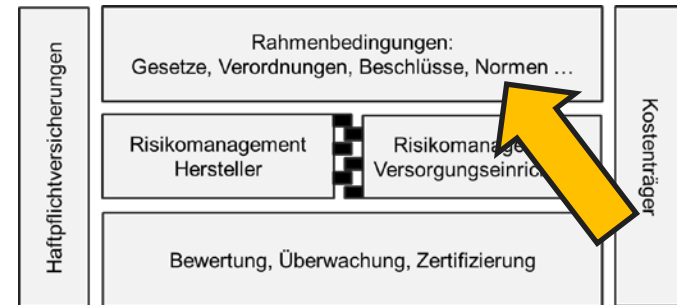 Haftpflichtversicherungen
Rahmenbedingungen:
Gesetze, Verordnungen, Beschlüsse, Normen …
Risikomanagement
Hersteller
Bewertung, Überwachung, Zertifizierung
Kostenträger